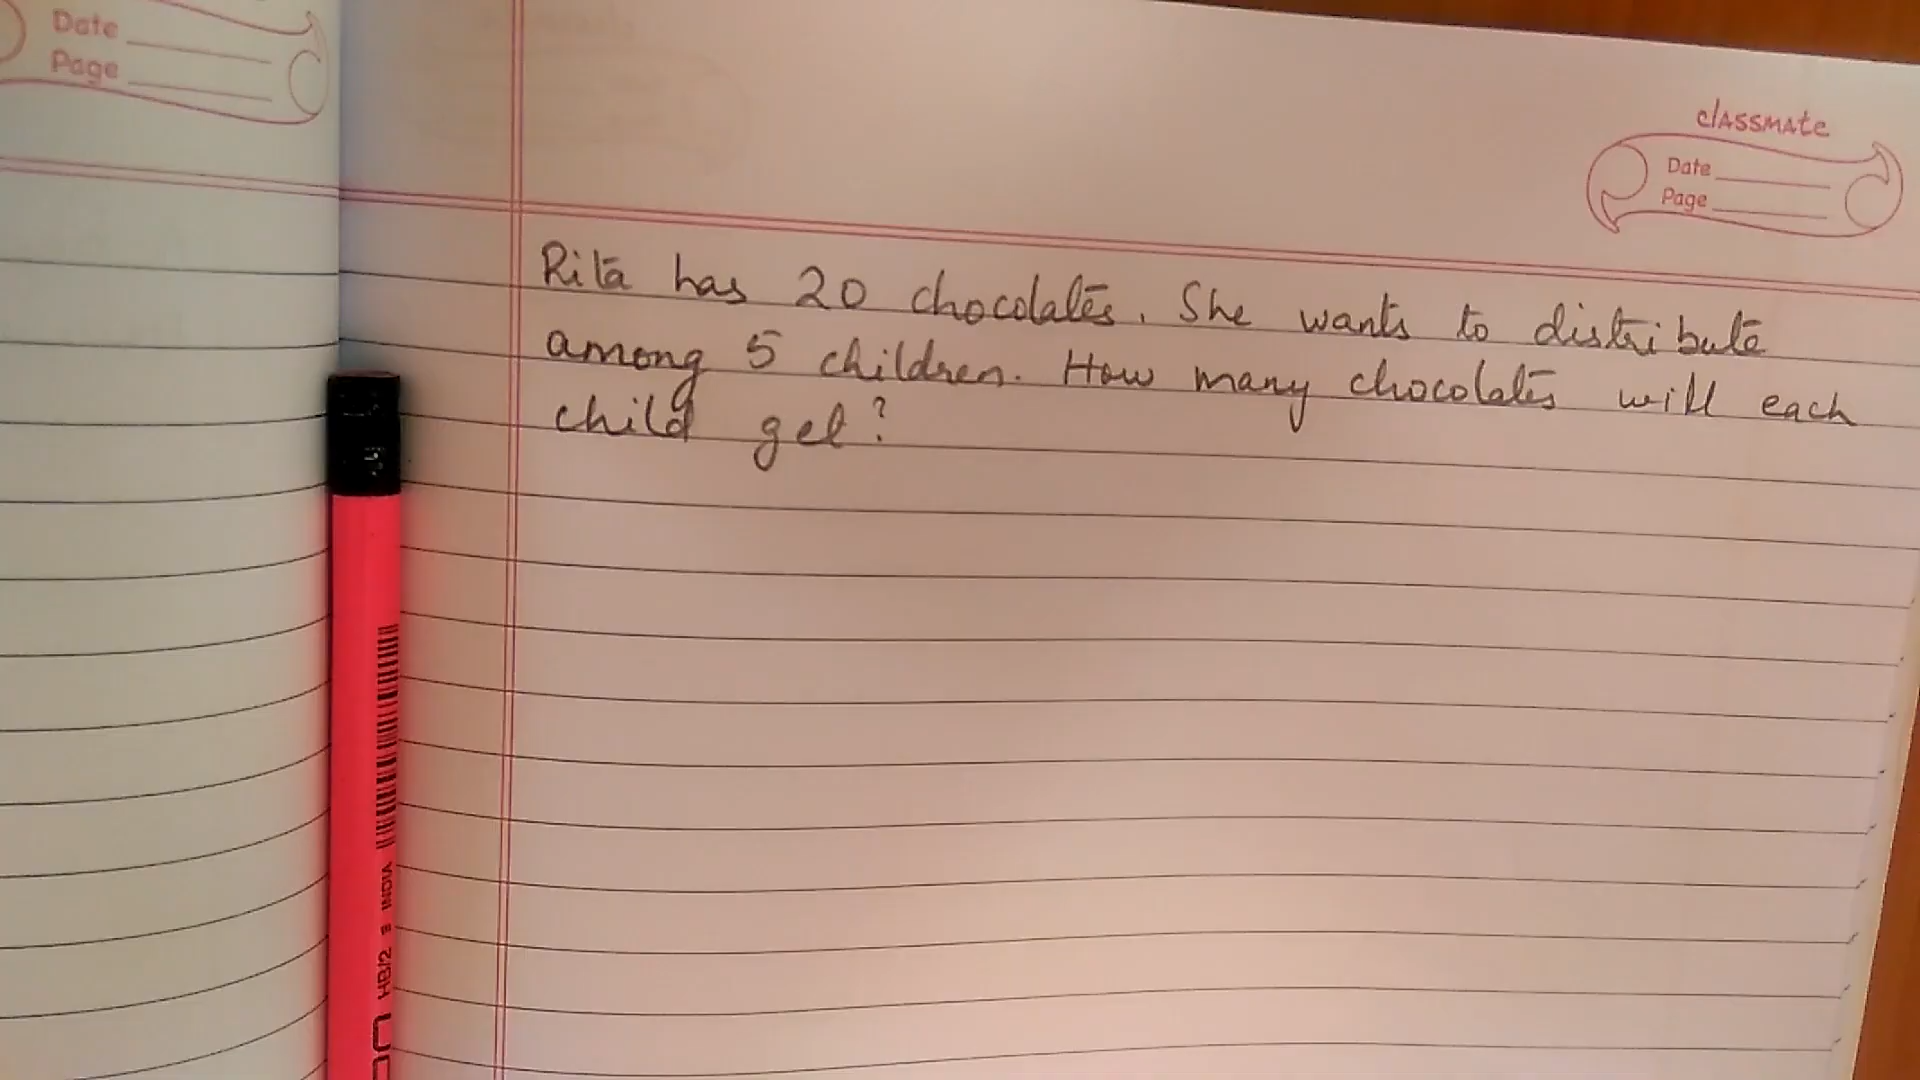 Date
Page
classmate
Date
Page
Rita has 20 chocolates. She wants to distribute
among 5 children. How many chocolates will each
child get?
HB/2 INDIA